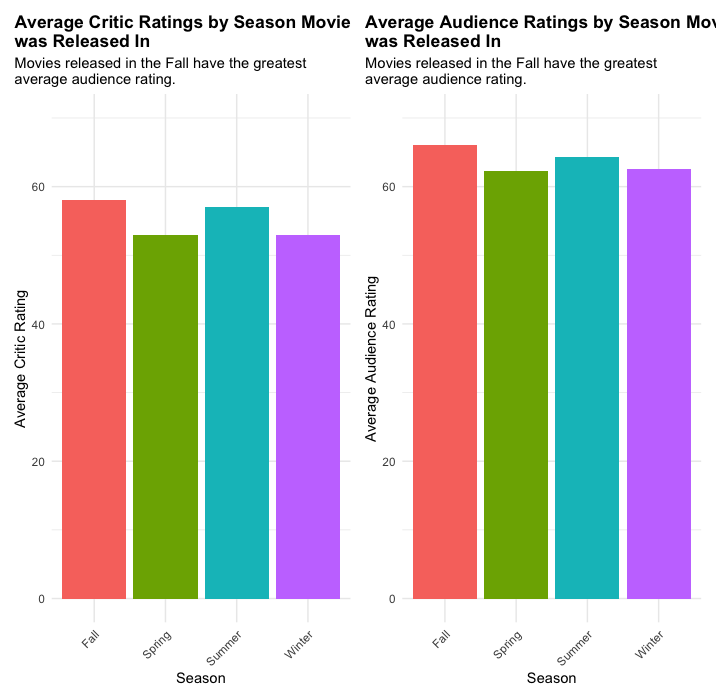 Average Critic Ratings by Season Movie
was Released In
Movies released in the Fall have the greatest
average audience rating.
Average Critic Rating
60
40
20
0
Fall
Spring
Summer
Winter
Season
Average Audience Ratings by Season
was Released In
Movies released in the Fall have the greatest
average audience rating.
Average Audience Rating
60
40
20
0
Fall
Spring
Summer
Winter
Season